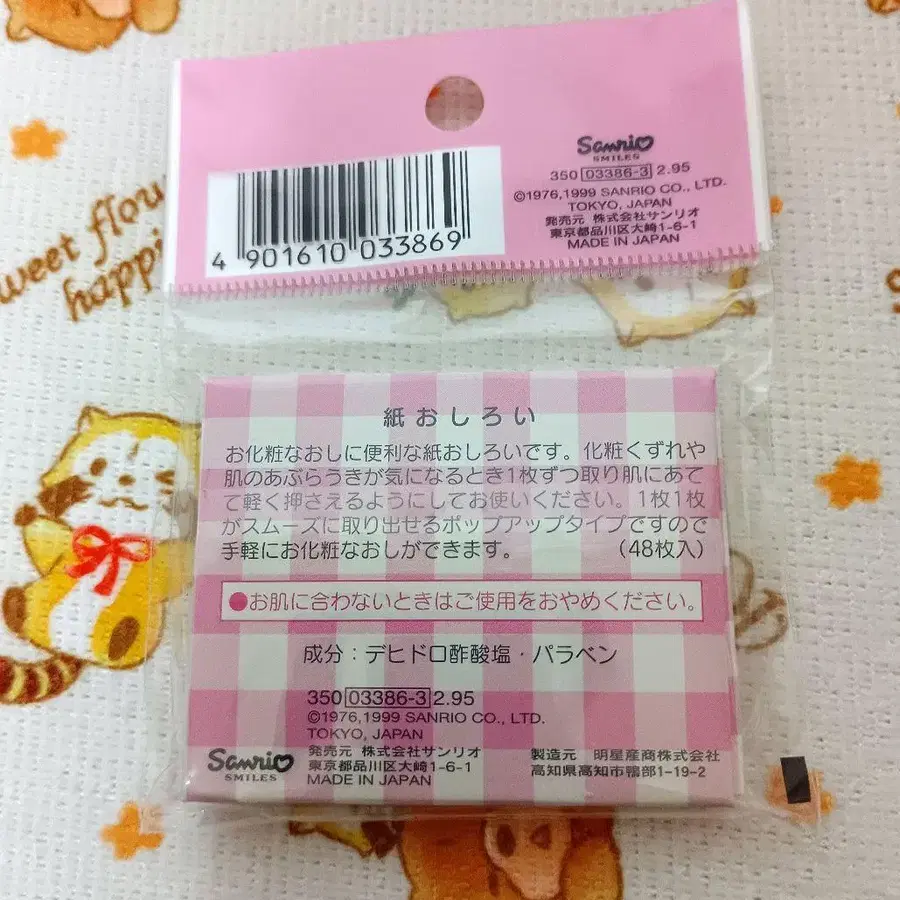 Sanrio
SMILES
350 03386-3 2.95
©1976,1999 SANRIO CO., LTD.
TOKYO, JAPAN
発売元 株式会社サンリオ
東京都品川区大崎1-6-1
MADE IN JAPAN
4 901610 033869
weet flou
happi
紙おしろい
お化粧なおしに便利な紙おしろいです。化粧くずれや
肌のあぶらうきが気になるとき1枚ずつ取り肌にあて
て軽く押さえるようにしてお使いください。1枚1枚
がスムーズに取り出せるポップアップタイプですので
手軽にお化粧なおしができます。 (48枚入)
●お肌に合わないときはご使用をおやめください。
成分：デヒドロ酢酸塩・パラベン
350 03386-3 2.95
©1976,1999 SANRIO CO., LTD.
TOKYO, JAPAN
Sanrio
SMILES
発売元 株式会社サンリオ
東京都品川区大崎1-6-1
MADE IN JAPAN
製造元 明星産商株式会社
高知県高知市鴨部1-19-2